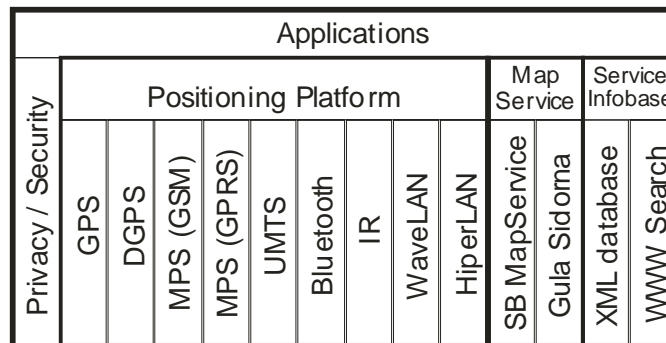 Applications
Privacy / Security
Positioning Platform
GPS
DGPS
MPS (GSM)
MPS (GPRS)
UMTS
Bluetooth
IR
WaveLAN
HiperLAN
Map
Service
SB MapService
Gula Sidorna
Service
Infobase
XML database
WWW Search